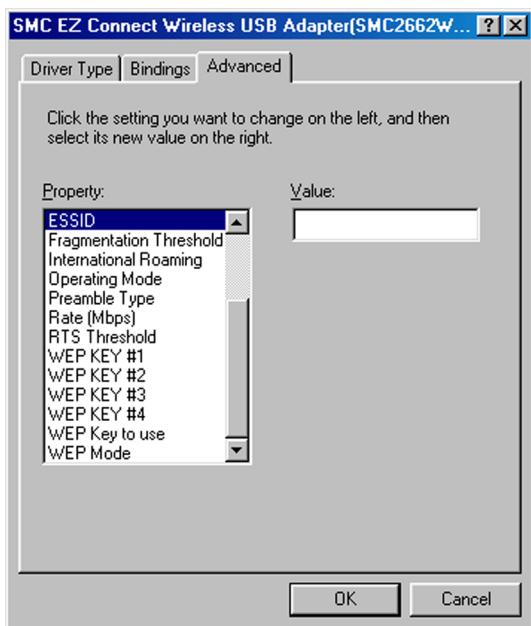 SMC EZ Connect Wireless USB Adapter(SMC2662W...
Driver Type Bindings Advanced
Click the setting you want to change on the left, and then
select its new value on the right.
Property:
ESSID
Fragmentation Threshold
International Roaming
Operating Mode
Preamble Type
Rate (Mbps)
RTS Threshold
WEP KEY #1
WEP KEY #2
WEP KEY #3
WEP KEY #4
WEP Key to use
WEP Mode
Value:
OK Cancel